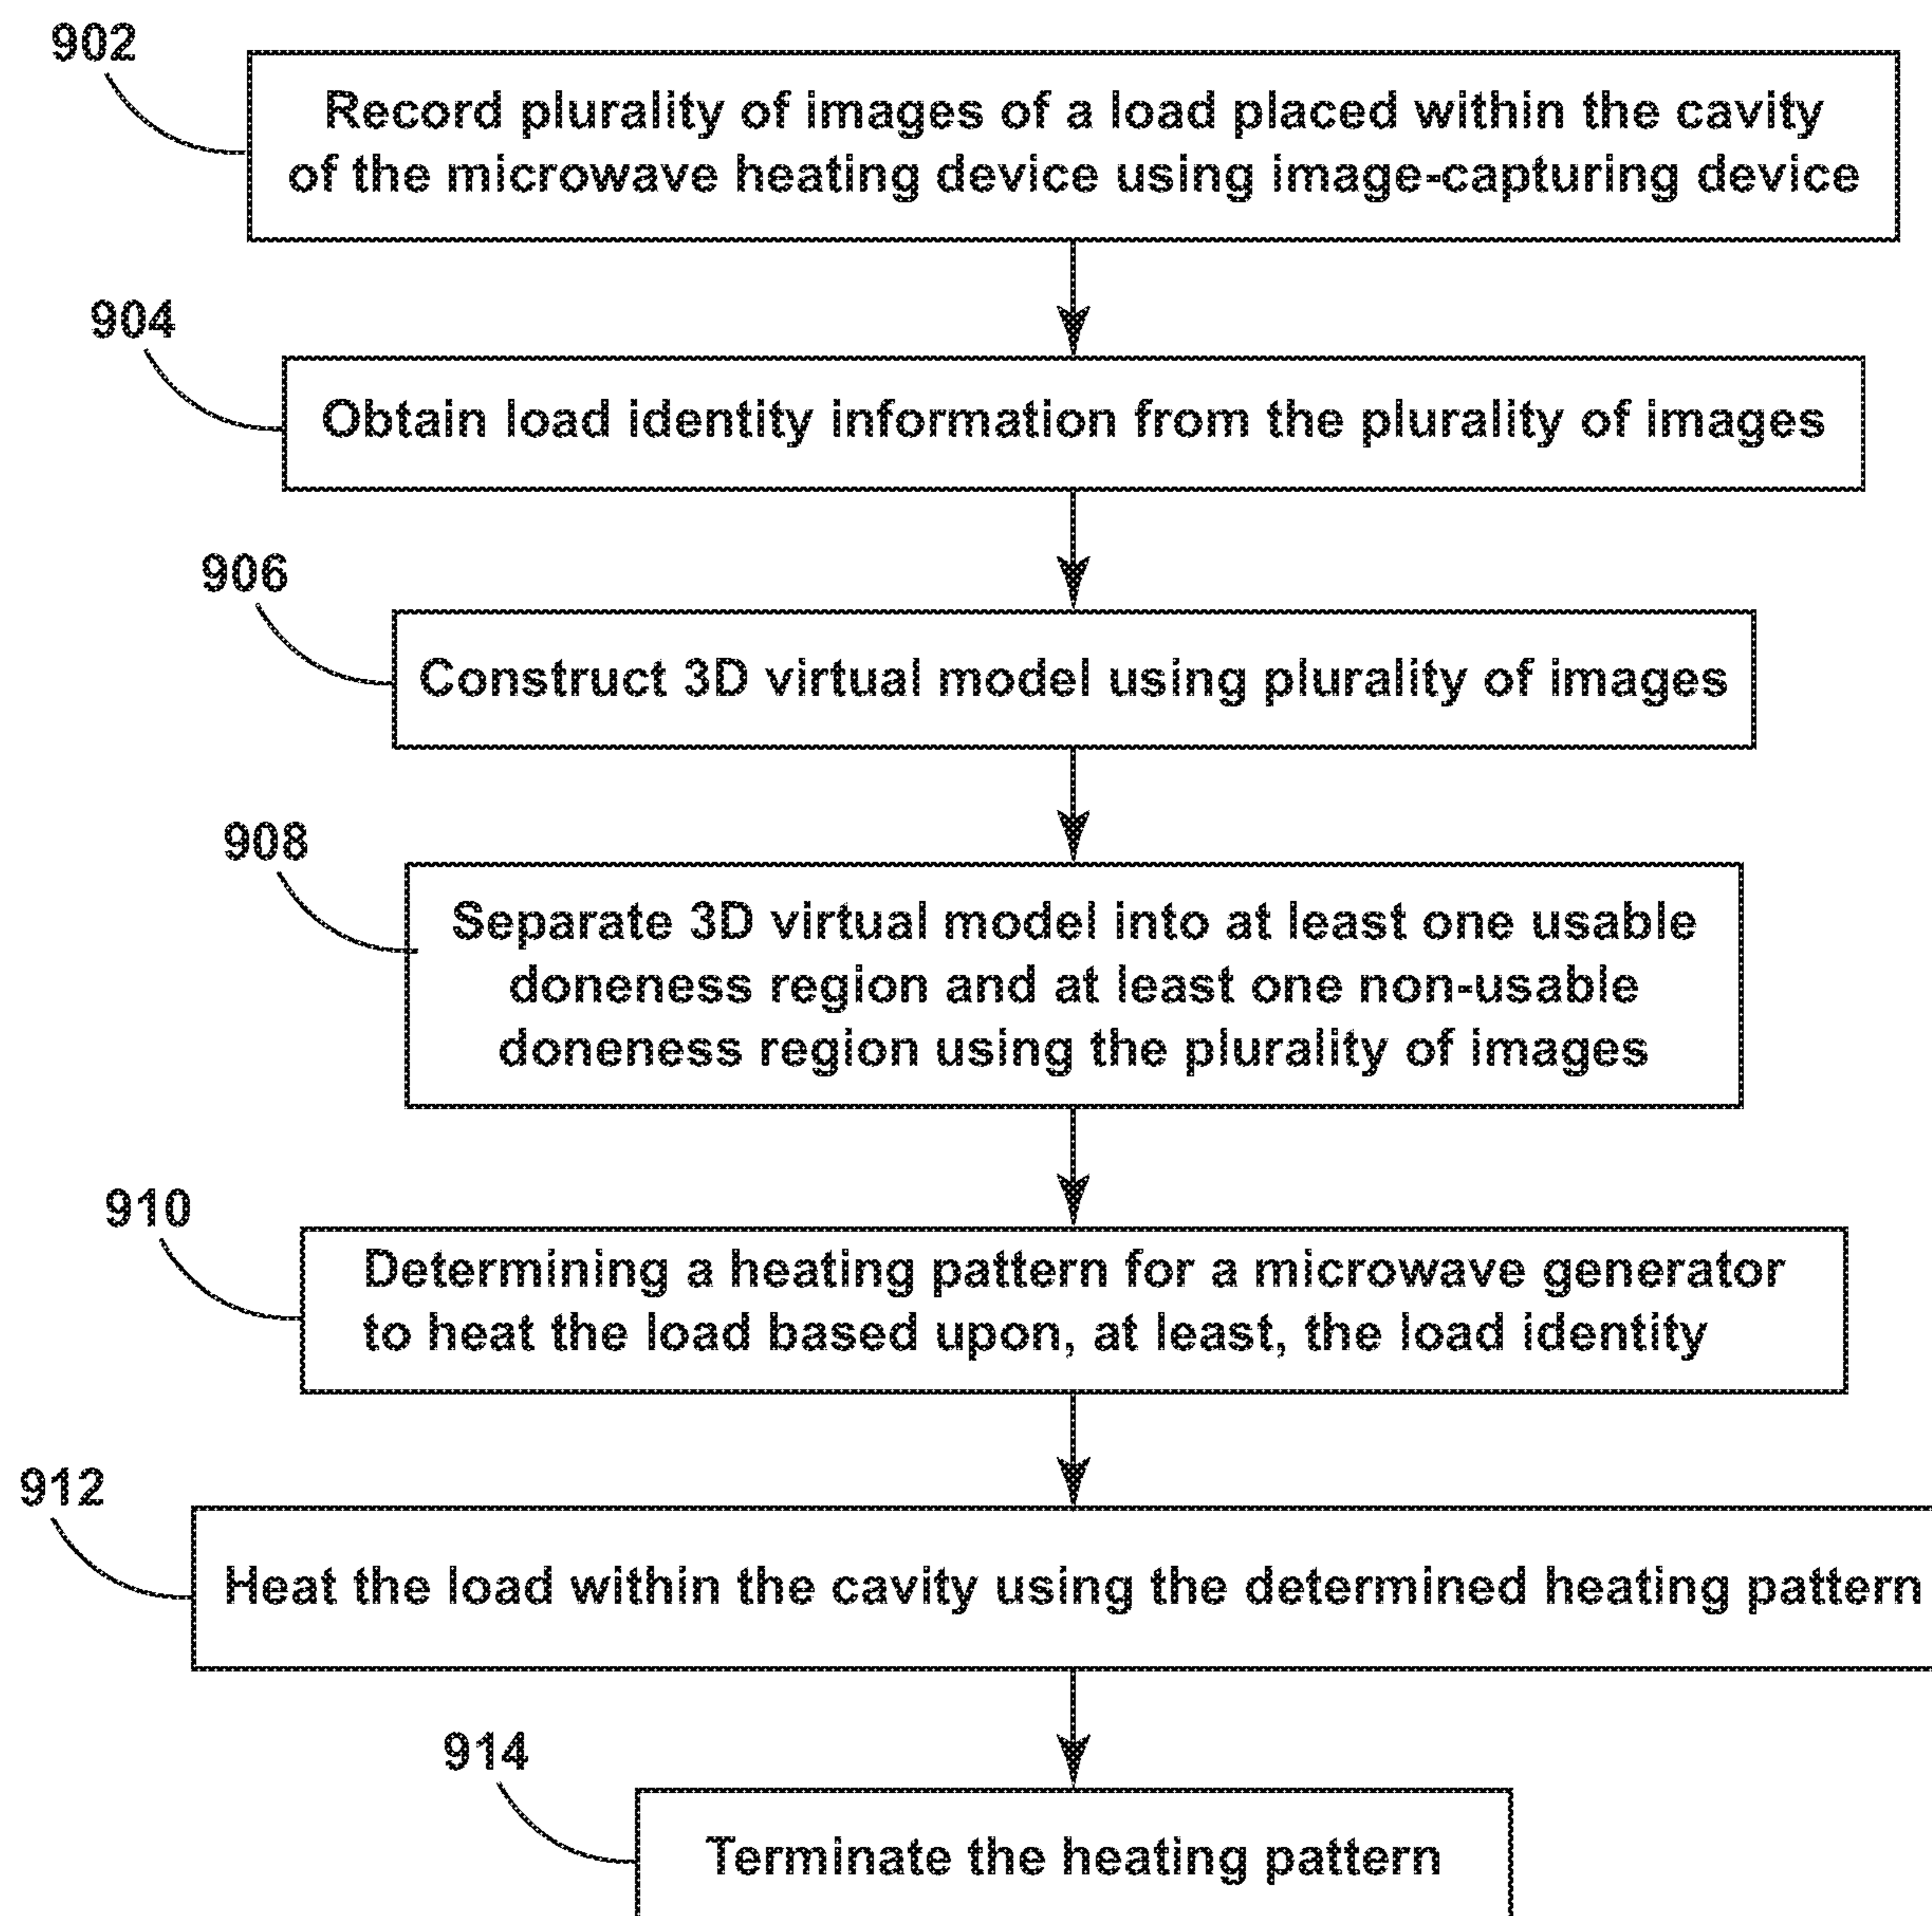 902
Record plurality of images of a load placed within the cavity
of the microwave heating device using image-capturing device
904
Obtain load identity information from the plurality of images
906
Construct 3D virtual model using plurality of images
908
Separate 3D virtual model into at least one usable
doneness region and at least one non-usable
doneness region using the plurality of images
910
Determining a heating pattern for a microwave generator
to heat the load based upon, at least, the load identity
912
Heat the load within the cavity using the determined heating pattern
914
Terminate the heating pattern